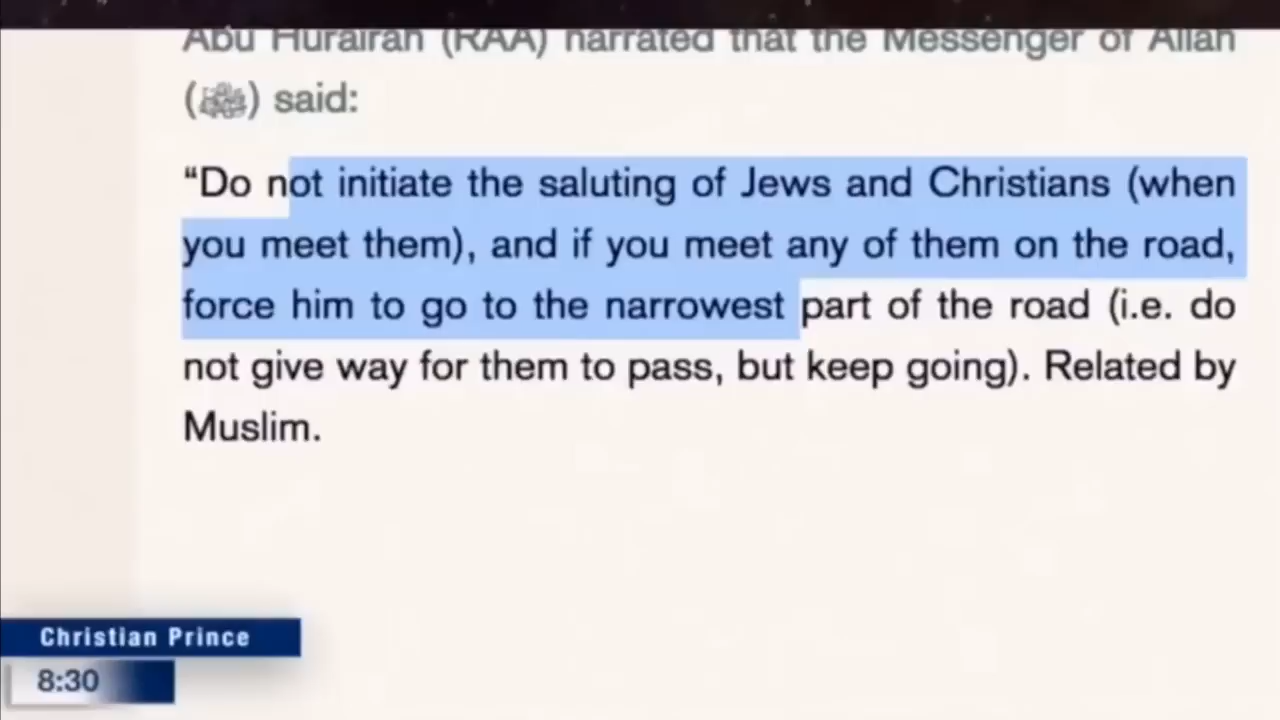 Abu Hurairah (RAA) narrated that the Messenger of Allah
(ﷺ) said:
“Do not initiate the saluting of Jews and Christians (when
you meet them), and if you meet any of them on the road,
force him to go to the narrowest part of the road (i.e. do
not give way for them to pass, but keep going). Related by
Muslim.
Christian Prince
8:30